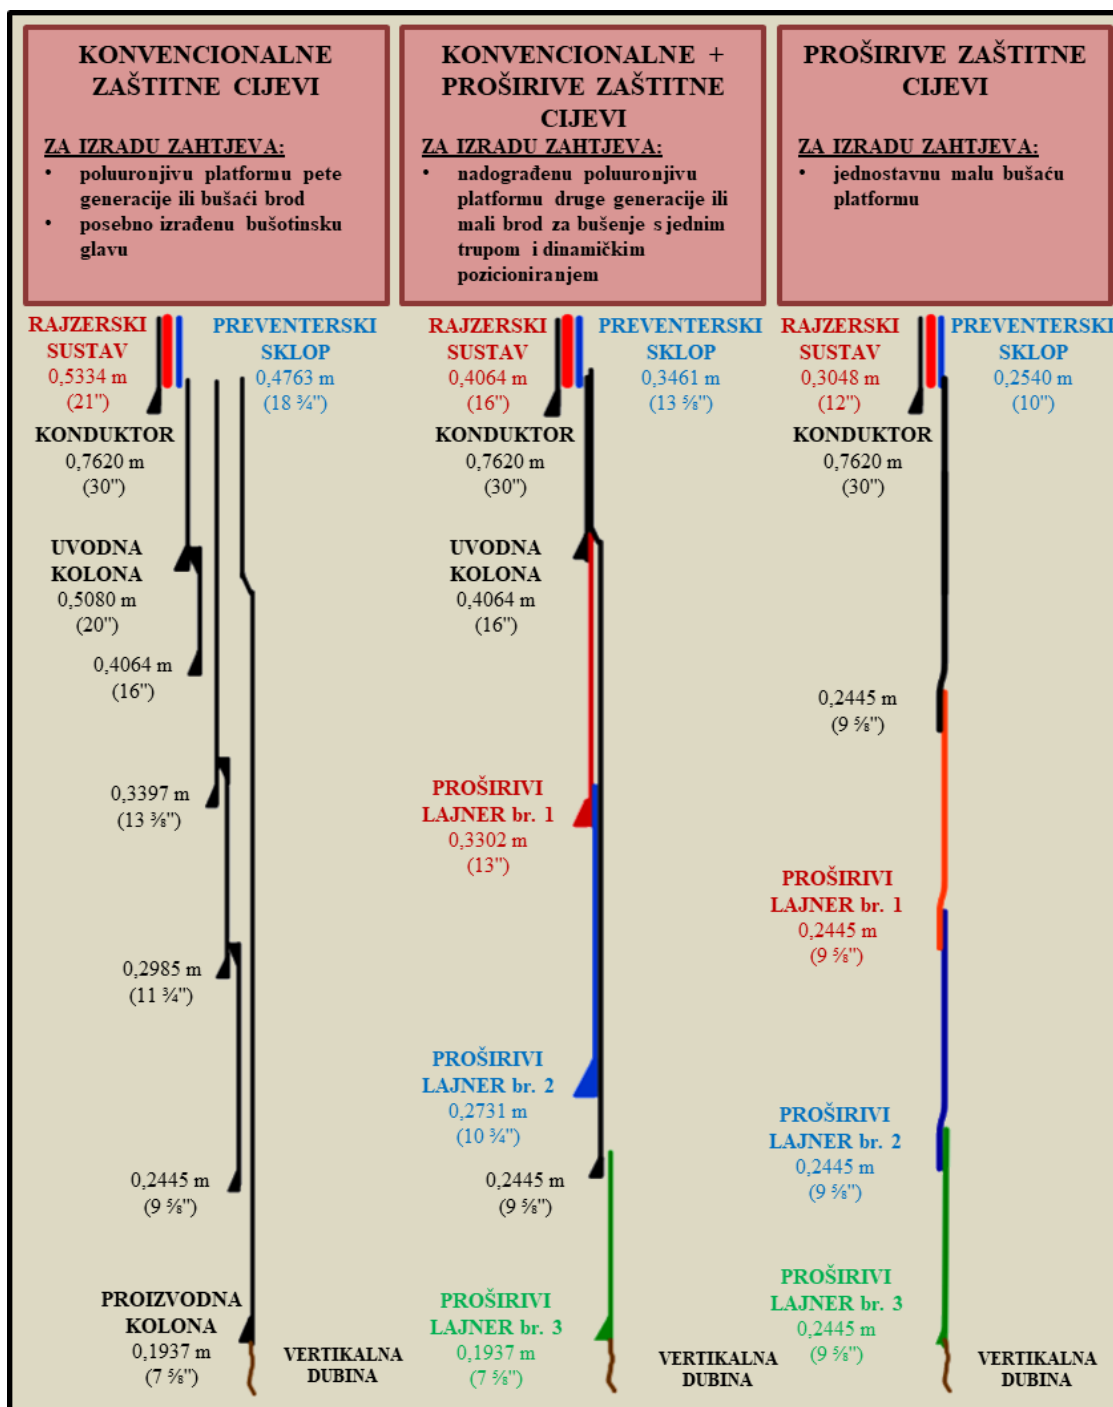 KONVENCIONALNE
ZAŠTITNE CIJEVI
ZA IZRADU ZAHTJEVA:
• poluuronjivu platformu pete
generacije ili bušaći brod
• posebno izrađenu bušotinsku
glavu
RAJZERSKI
SUSTAV
0,5334 m
(21")
PREVENTERSKI
SKLOP
0,4763 m
(18 ¾")
KONDUKTOR
0,7620 m
(30")
UVODNA
KOLONA
0,5080 m
(20")
0,4064 m
(16")
0,3397 m
(13 ⅜")
0,2985 m
(11 ¾")
0,2445 m
(9 ⅝")
PROIZVODNA
KOLONA
0,1937 m
(7 ⅝")
VERTIKALNA
DUBINA
KONVENCIONALNE +
PROŠIRIVE ZAŠTITNE
CIJEVI
ZA IZRADU ZAHTJEVA:
• nadograđenu poluuronjivu
platformu druge generacije ili
mali brod za bušenje s jednim
trupom i dinamičkim
pozicioniranjem
RAJZERSKI
SUSTAV
0,4064 m
(16")
PREVENTERSKI
SKLOP
0,3461 m
(13 ⅝")
KONDUKTOR
0,7620 m
(30")
UVODNA
KOLONA
0,4064 m
(16")
PROŠIRIVI
LAJNER br. 1
0,3302 m
(13")
PROŠIRIVI
LAJNER br. 2
0,2731 m
(10 ¾")
0,2445 m
(9 ⅝")
PROŠIRIVI
LAJNER br. 3
0,1937 m
(7 ⅝")
VERTIKALNA
DUBINA
PROŠIRIVE ZAŠTITNE
CIJEVI
ZA IZRADU ZAHTJEVA:
• jednostavnu malu bušaću
platformu
RAJZERSKI
SUSTAV
0,3048 m
(12")
PREVENTERSKI
SKLOP
0,2540 m
(10")
KONDUKTOR
0,7620 m
(30")
0,2445 m
(9 ⅝")
PROŠIRIVI
LAJNER br. 1
0,2445 m
(9 ⅝")
PROŠIRIVI
LAJNER br. 2
0,2445 m
(9 ⅝")
PROŠIRIVI
LAJNER br. 3
0,2445 m
(9 ⅝")
VERTIKALNA
DUBINA